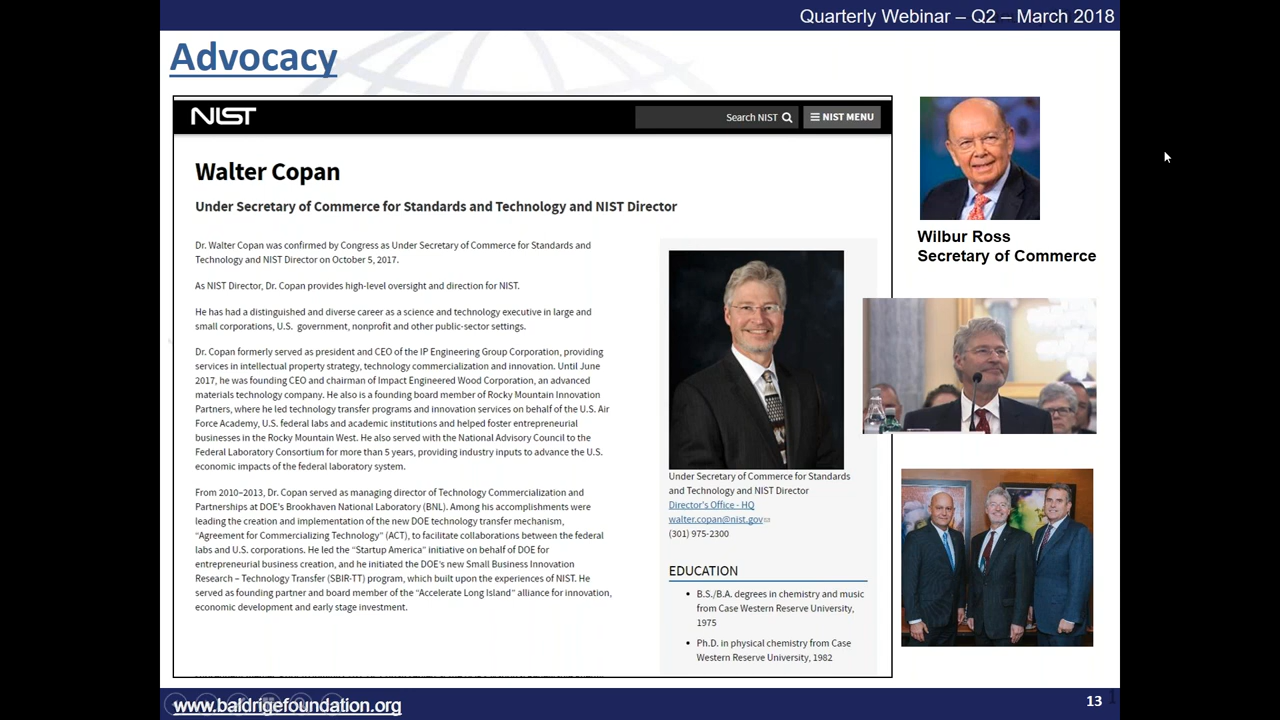 Quarterly Webinar – Q2 – March 2018
Advocacy
NIST
Search NIST
NIST MENU
Walter Copan
Under Secretary of Commerce for Standards and Technology and NIST Director
Dr. Walter Copan was confirmed by Congress as Under Secretary of Commerce for Standards and
Technology and NIST Director on October 5, 2017.
As NIST Director, Dr. Copan provides high-level oversight and direction for NIST.
He has had a distinguished and diverse career as a science and technology executive in large and
small corporations, U.S. government, nonprofit and other public-sector settings.
Dr. Copan formerly served as president and CEO of the IP Engineering Group Corporation, providing
services in intellectual property strategy, technology commercialization and innovation. Until June
2017, he was founding CEO and chairman of Impact Engineered Wood Corporation, an advanced
materials technology company. He also is a founding board member of Rocky Mountain Innovation
Partners, where he led technology transfer programs and innovation services on behalf of the U.S. Air
Force Academy, U.S. federal labs and academic institutions and helped foster entrepreneurial
businesses in the Rocky Mountain West. He also served with the National Advisory Council to the
Federal Laboratory Consortium for more than 5 years, providing industry inputs to advance the U.S.
economic impacts of the federal laboratory system.
From 2010–2013, Dr. Copan served as managing director of Technology Commercialization and
Partnerships at DOE's Brookhaven National Laboratory (BNL). Among his accomplishments were
leading the creation and implementation of the new DOE technology transfer mechanism,
“Agreement for Commercializing Technology” (ACT), to facilitate collaborations between the federal
labs and U.S. corporations. He led the “Startup America” initiative on behalf of DOE for
entrepreneurial business creation, and he initiated the DOE's new Small Business Innovation
Research – Technology Transfer (SBIR-TT) program, which built upon the experiences of NIST. He
served as founding partner and board member of the “Accelerate Long Island” alliance for innovation,
economic development and early stage investment.
Under Secretary of Commerce for Standards
and Technology and NIST Director
Director's Office - HQ
walter.copan@nist.gov
(301) 975-2300
EDUCATION
• B.S./B.A. degrees in chemistry and music
from Case Western Reserve University,
1975
• Ph.D. in physical chemistry from Case
Western Reserve University, 1982
Wilbur Ross
Secretary of Commerce
www.baldrigefoundation.org
13
1